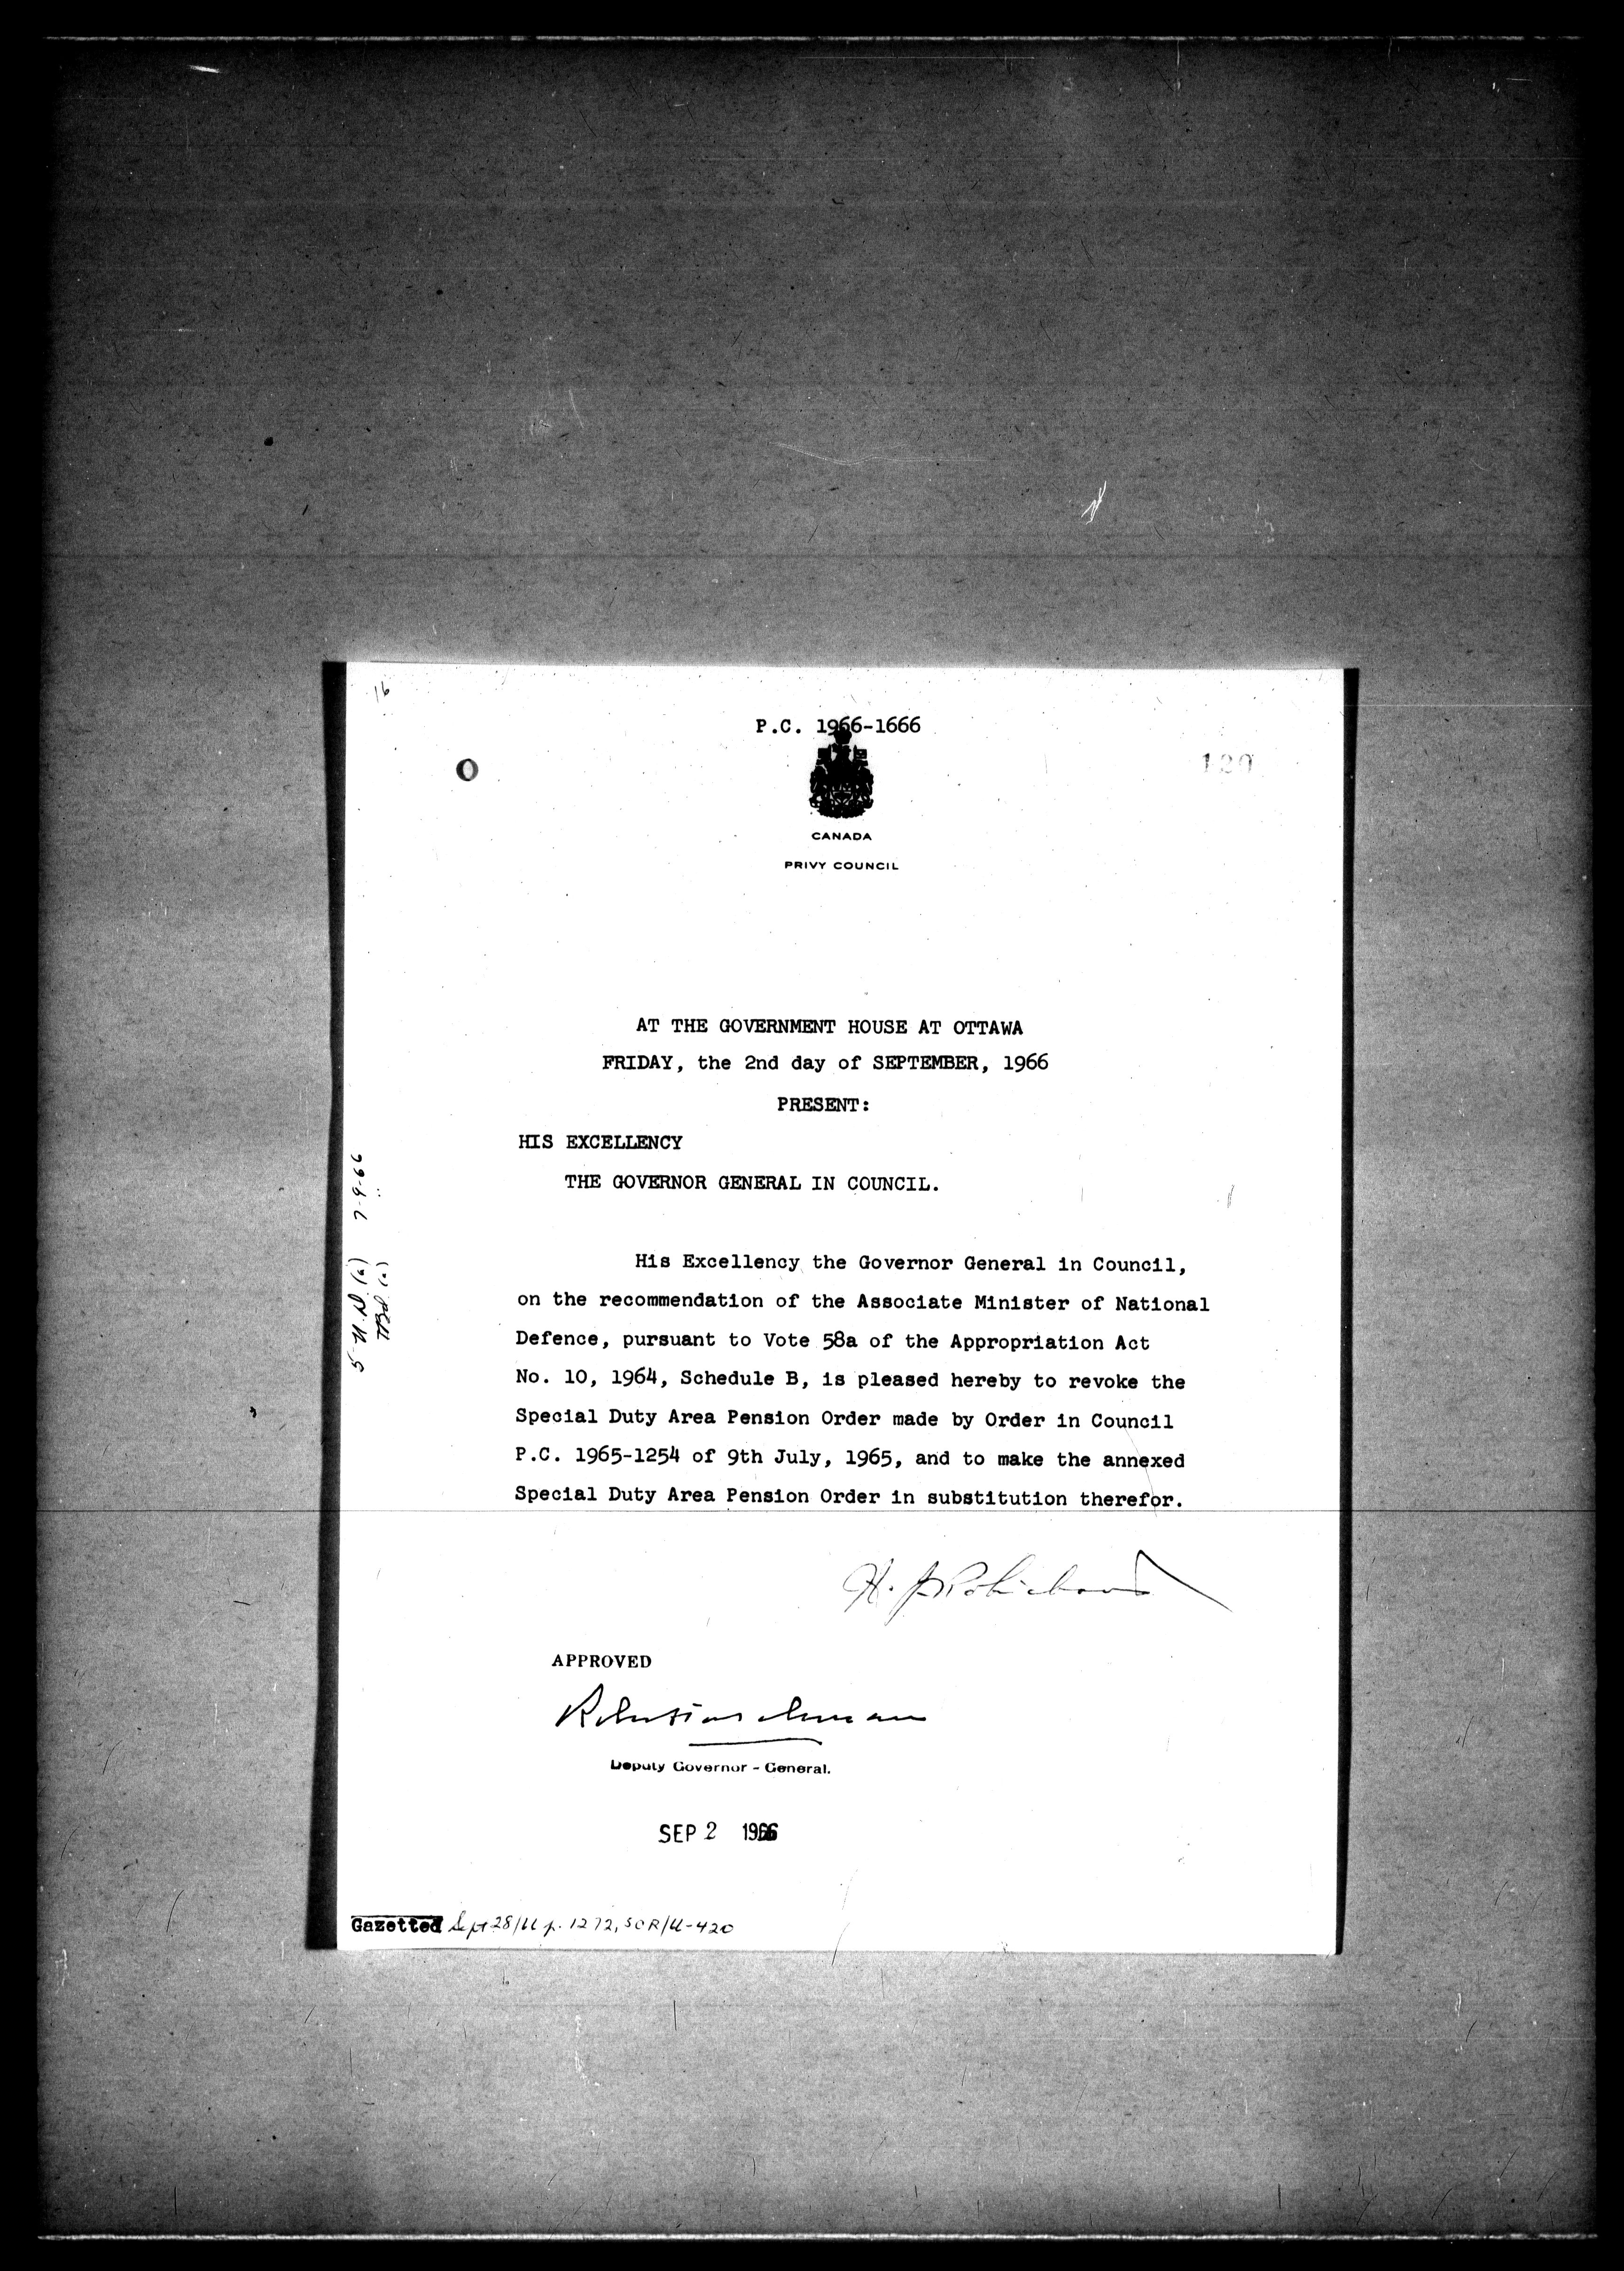 16
P.C. 1966-1666
120
CANADA
PRIVY COUNCIL
AT THE GOVERNMENT HOUSE AT OTTAWA
FRIDAY, the 2nd day of SEPTEMBER, 1966
PRESENT:
HIS EXCELLENCY
THE GOVERNOR GENERAL IN COUNCIL.
His Excellency the Governor General in Council,
on the recommendation of the Associate Minister of National
Defence, pursuant to Vote 58a of the Appropriation Act
No. 10, 1964, Schedule B, is pleased hereby to revoke the
Special Duty Area Pension Order made by Order in Council
P.C. 1965-1254 of 9th July, 1965, and to make the annexed
Special Duty Area Pension Order in substitution therefor.
H. J. Robichaud
APPROVED
Deputy Governor - General.
SEP 2 1966
Gazetted Sept 28/66 p. 1272, SOR/66-420